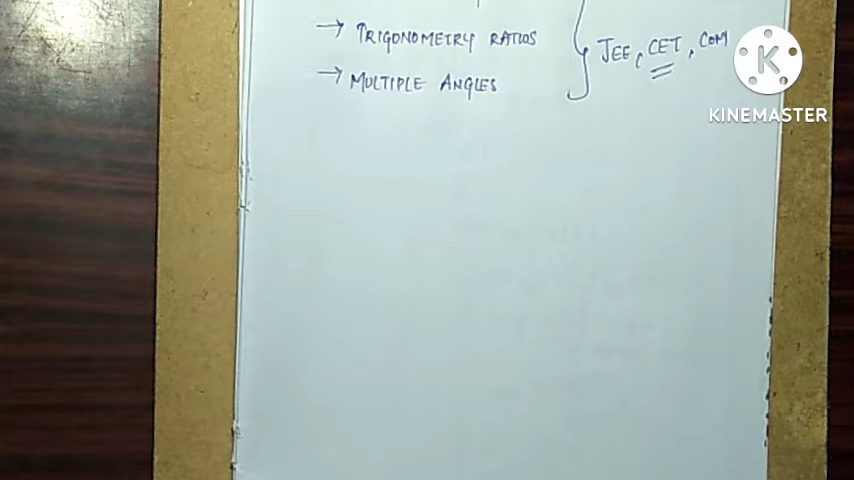 → TRIGONOMETRY RATIOS
→ MULTIPLE ANGLES
JEE, CET, COM
K
KINEMASTER